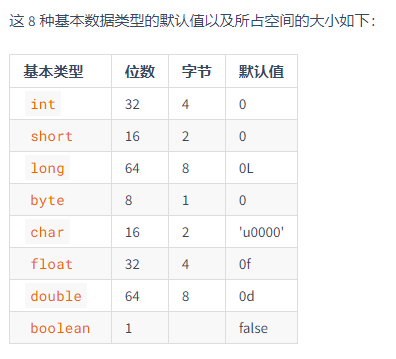 这 8 种基本数据类型的默认值以及所占空间的大小如下：
基本类型 位数 字节 默认值
int 32 4 0
short 16 2 0
long 64 8 0L
byte 8 1 0
char 16 2 'u0000'
float 32 4 0f
double 64 8 0d
boolean 1 false